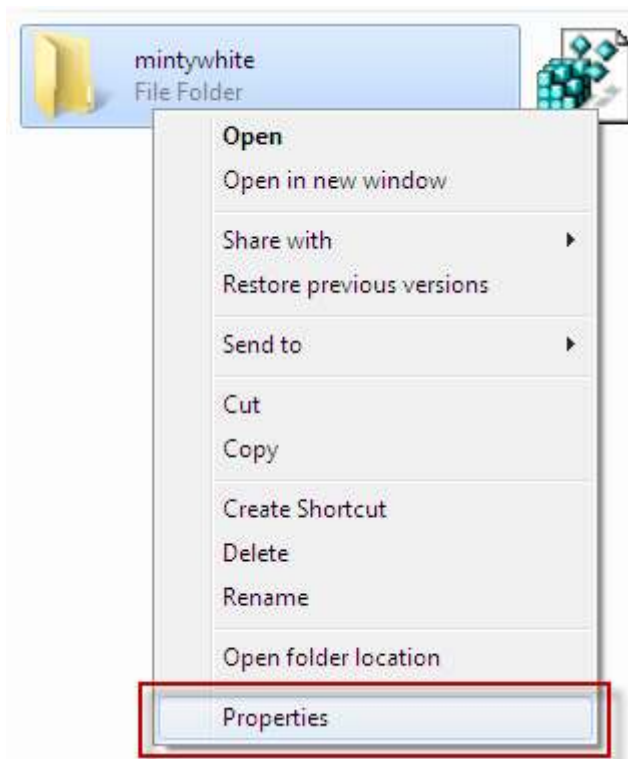 mintywhite
File Folder
Open
Open in new window
Share with
Restore previous versions
Send to
Cut
Copy
Create Shortcut
Delete
Rename
Open folder location
Properties